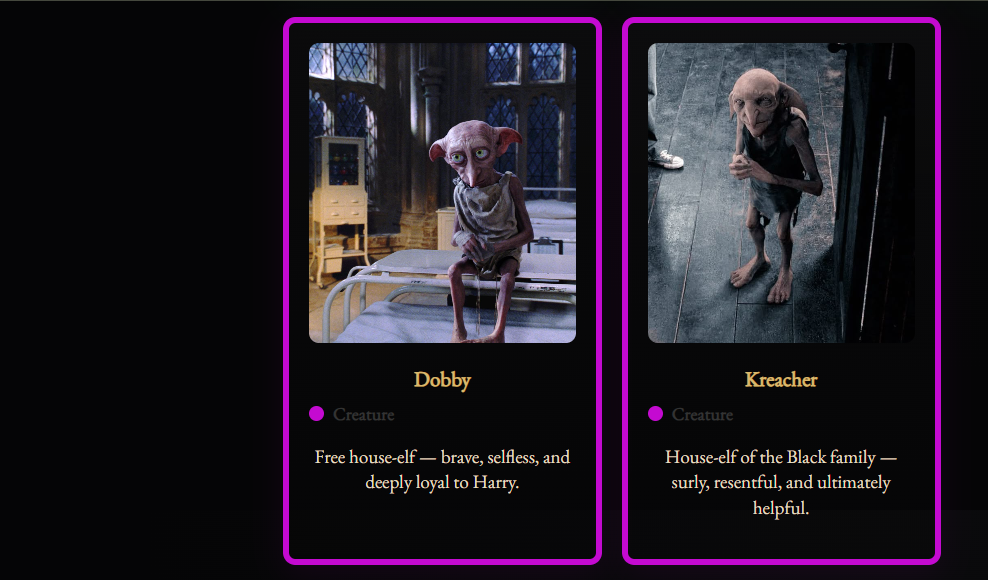 Dobby
Creature
Free house-elf — brave, selfless, and
deeply loyal to Harry.
Kreacher
Creature
House-elf of the Black family —
surly, resentful, and ultimately
helpful.